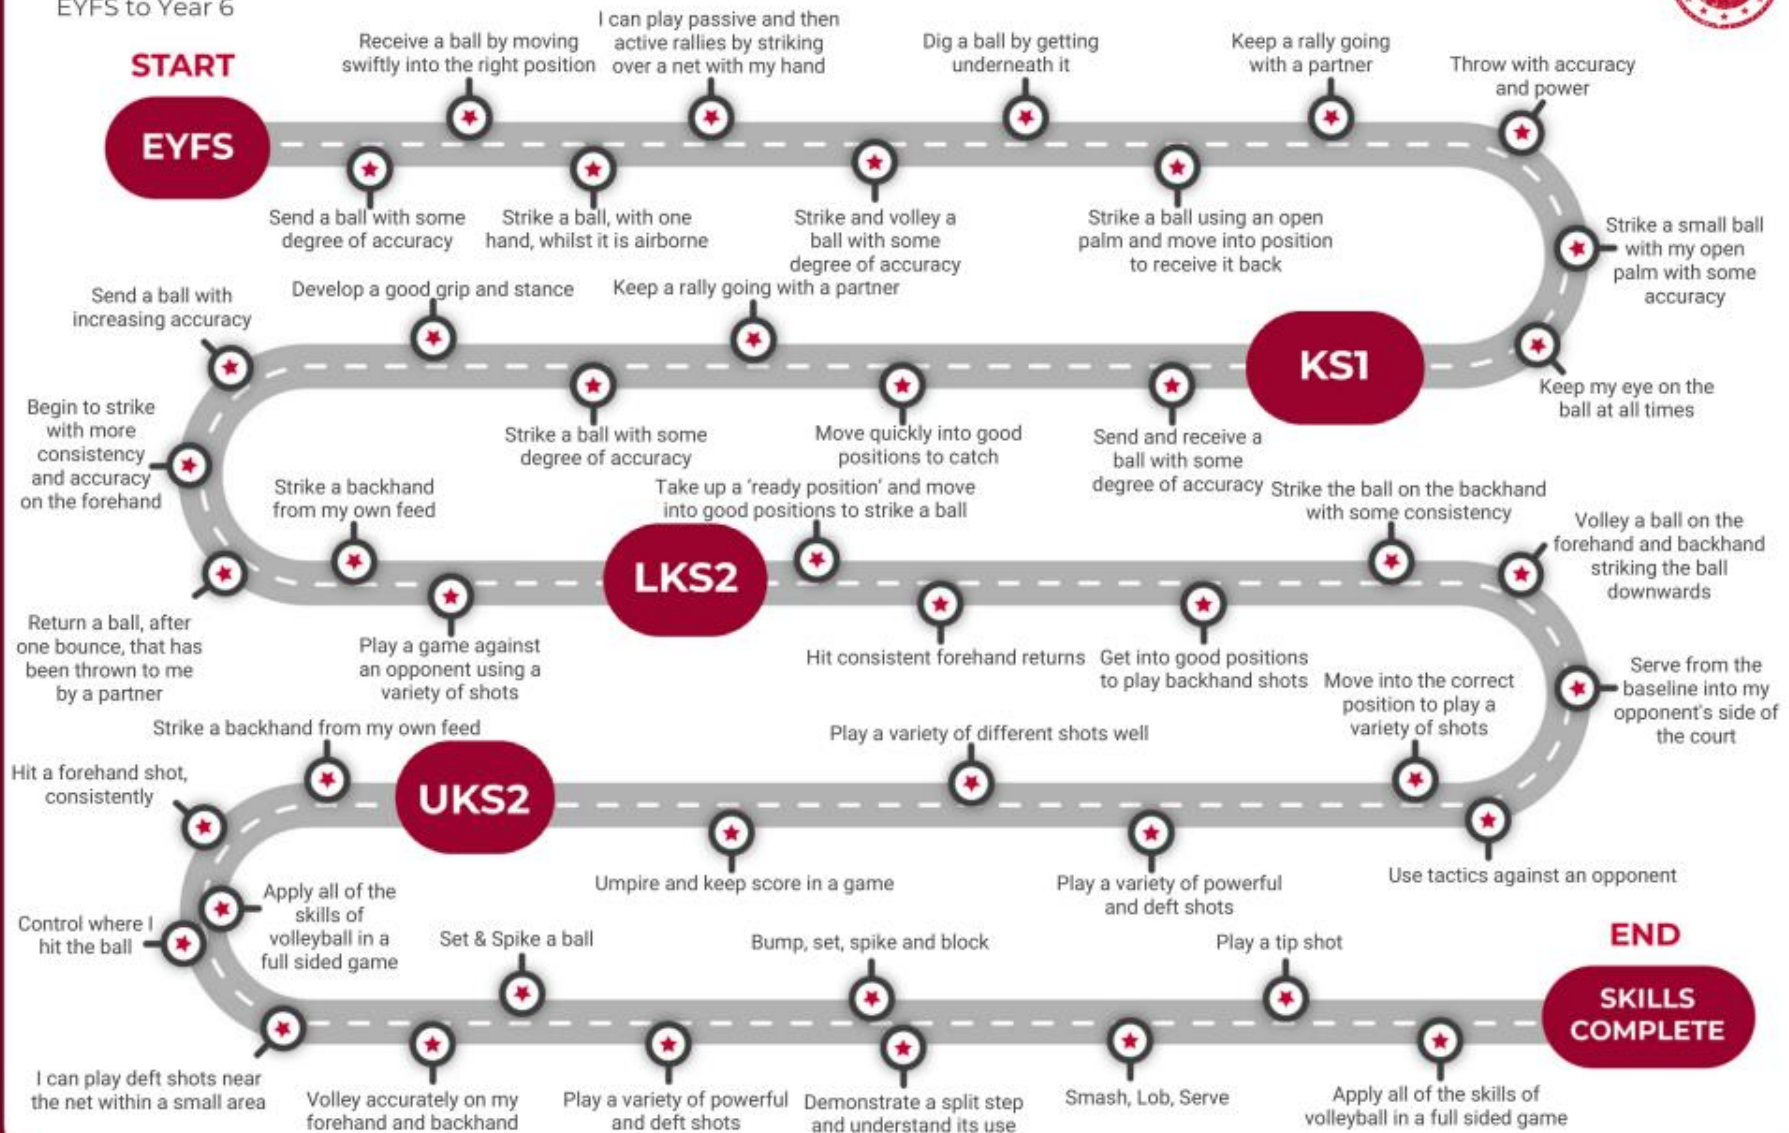 EYFS to Year 6
START
EYFS
Receive a ball by moving
swiftly into the right position
I can play passive and then
active rallies by striking
over a net with my hand
Dig a ball by getting
underneath it
Keep a rally going
with a partner
Throw with accuracy
and power
Send a ball with some
degree of accuracy
Strike a ball, with one
hand, whilst it is airborne
Strike and volley a
ball with some
degree of accuracy
Strike a ball using an open
palm and move into position
to receive it back
Strike a small ball
with my open
palm with some
accuracy
Keep my eye on the
ball at all times
KS1
Send and receive a
ball with some
degree of accuracy
Move quickly into good
positions to catch
Keep a rally going with a partner
Strike a ball with some
degree of accuracy
Develop a good grip and stance
Send a ball with
increasing accuracy
Begin to strike
with more
consistency
and accuracy
on the forehand
Return a ball, after
one bounce, that has
been thrown to me
by a partner
Strike a backhand
from my own feed
Play a game against
an opponent using a
variety of shots
LKS2
Take up a 'ready position' and move
into good positions to strike a ball
Hit consistent forehand returns
Get into good positions
to play backhand shots
Strike the ball on the backhand
with some consistency
Volley a ball on the
forehand and backhand
striking the ball
downwards
Serve from the
baseline into my
opponent's side of
the court
Use tactics against an opponent
Move into the correct
position to play a
variety of shots
Play a variety of powerful
and deft shots
Play a variety of different shots well
Umpire and keep score in a game
UKS2
Strike a backhand from my own feed
Hit a forehand shot,
consistently
Apply all of the
skills of
volleyball in a
full sided game
Control where I
hit the ball
I can play deft shots near
the net within a small area
Volley accurately on my
forehand and backhand
Set & Spike a ball
Play a variety of powerful
and deft shots
Bump, set, spike and block
Demonstrate a split step
and understand its use
Smash, Lob, Serve
Play a tip shot
Apply all of the skills of
volleyball in a full sided game
END
SKILLS
COMPLETE